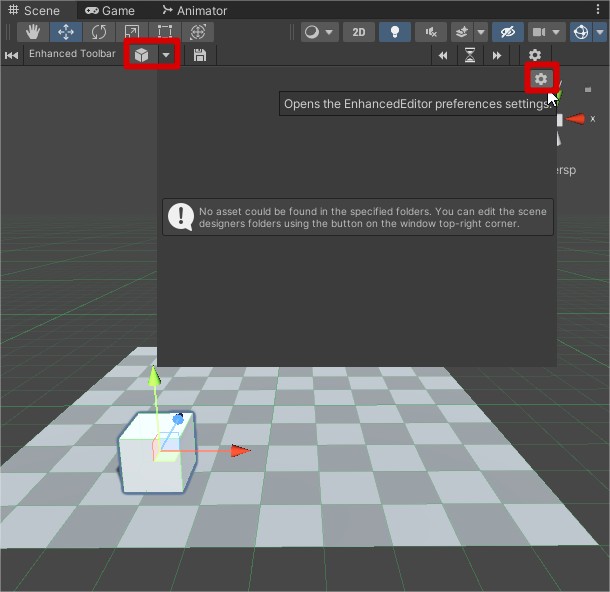 Scene Game Animator
2D
Enhanced Toolbar
Opens the EnhancedEditor preferences settings.
x
ersp
No asset could be found in the specified folders. You can edit the scene
designers folders using the button on the window top-right corner.